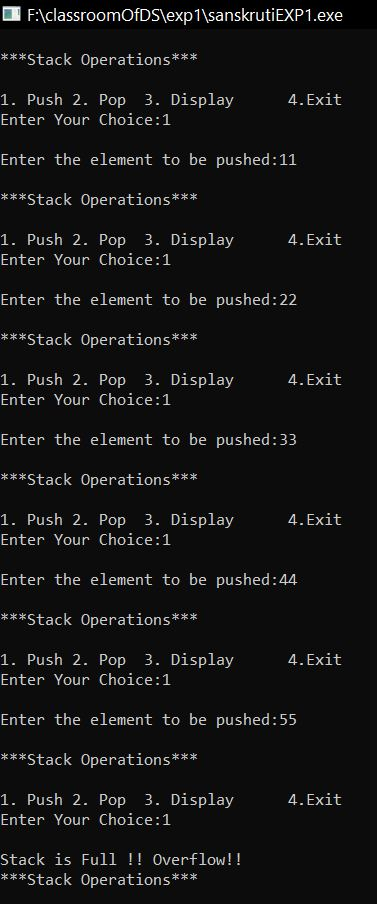 F:\classroomOfDS\exp1\sanskrutiEXP1.exe
***Stack Operations***
1. Push 2. Pop  3. Display      4.Exit
Enter Your Choice:1
Enter the element to be pushed:11
***Stack Operations***
1. Push 2. Pop  3. Display      4.Exit
Enter Your Choice:1
Enter the element to be pushed:22
***Stack Operations***
1. Push 2. Pop  3. Display      4.Exit
Enter Your Choice:1
Enter the element to be pushed:33
***Stack Operations***
1. Push 2. Pop  3. Display      4.Exit
Enter Your Choice:1
Enter the element to be pushed:44
***Stack Operations***
1. Push 2. Pop  3. Display      4.Exit
Enter Your Choice:1
Enter the element to be pushed:55
***Stack Operations***
1. Push 2. Pop  3. Display      4.Exit
Enter Your Choice:1
Stack is Full !! Overflow!!
***Stack Operations***